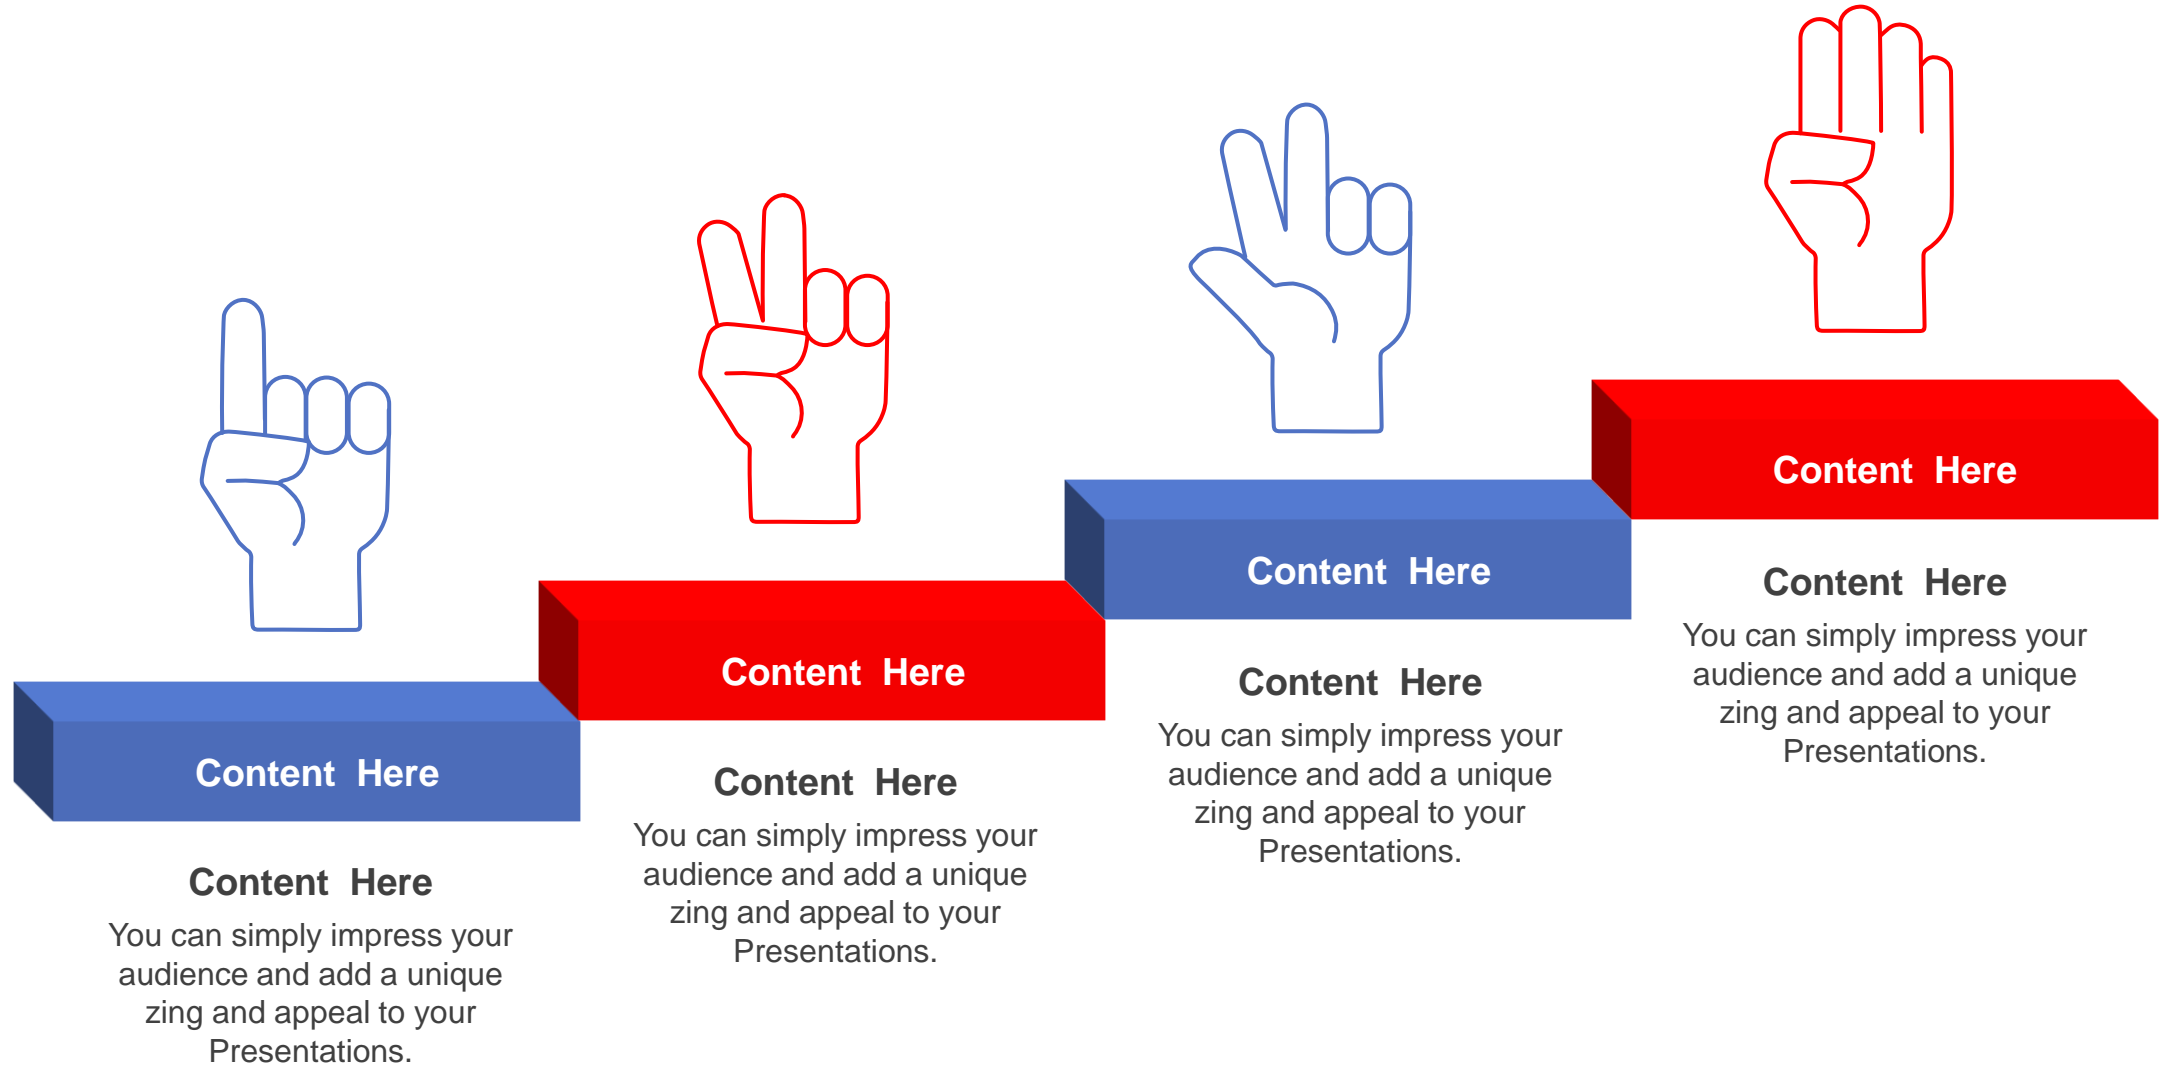 Content Here
Content Here
You can simply impress your
audience and add a unique
zing and appeal to your
Presentations.
Content Here
Content Here
You can simply impress your
audience and add a unique
zing and appeal to your
Presentations.
Content Here
Content Here
You can simply impress your
audience and add a unique
zing and appeal to your
Presentations.
Content Here
Content Here
You can simply impress your
audience and add a unique
zing and appeal to your
Presentations.